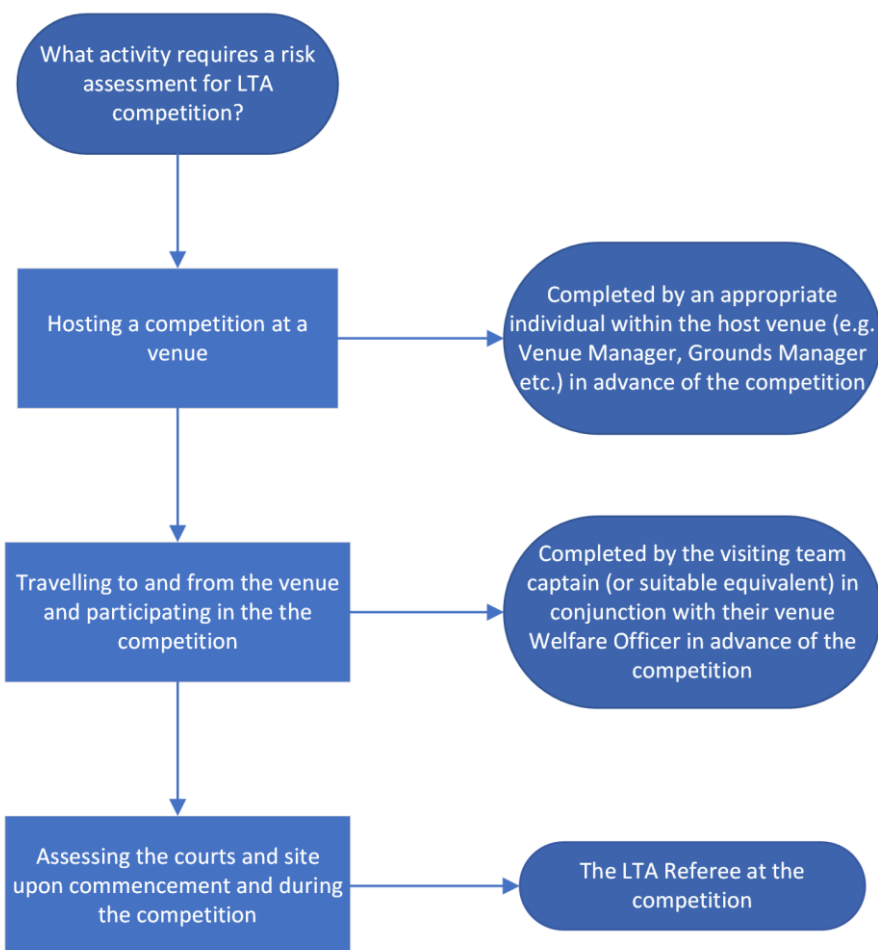 What activity requires a risk
assessment for LTA
competition?
Hosting a competition at a
venue
Completed by an appropriate
individual within the host venue (e.g.
Venue Manager, Grounds Manager
etc.) in advance of the competition
Travelling to and from the venue
and participating in the the
competition
Completed by the visiting team
captain (or suitable equivalent) in
conjunction with their venue
Welfare Officer in advance of the
competition
Assessing the courts and site
upon commencement and during
the competition
The LTA Referee at the
competition